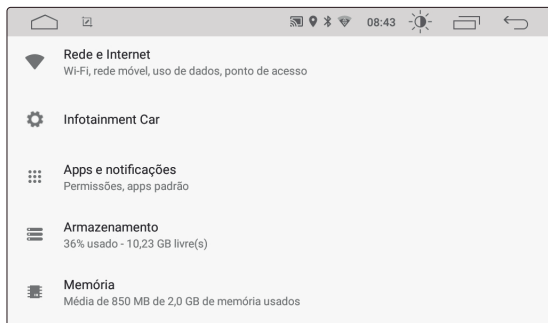 08:43
Rede e Internet
Wi-Fi, rede móvel, uso de dados, ponto de acesso
Infotainment Car
Apps e notificações
Permissões, apps padrão
Armazenamento
36% usado - 10,23 GB livre(s)
Memória
Média de 850 MB de 2,0 GB de memória usados